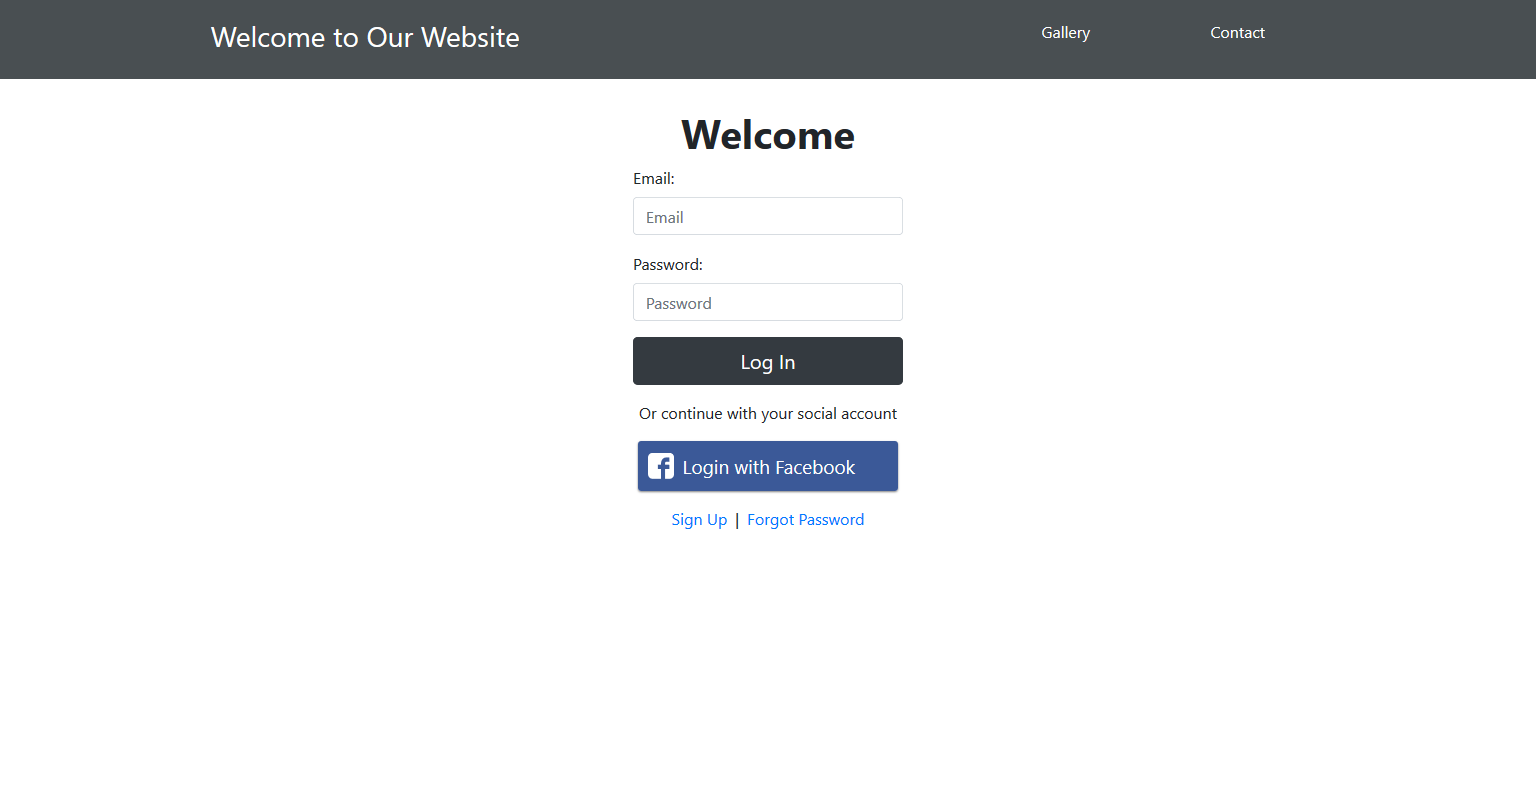 Welcome to Our Website Gallery Contact
Welcome
Email:
Email
Password:
Password
Log In
Or continue with your social account
Login with Facebook
Sign Up | Forgot Password